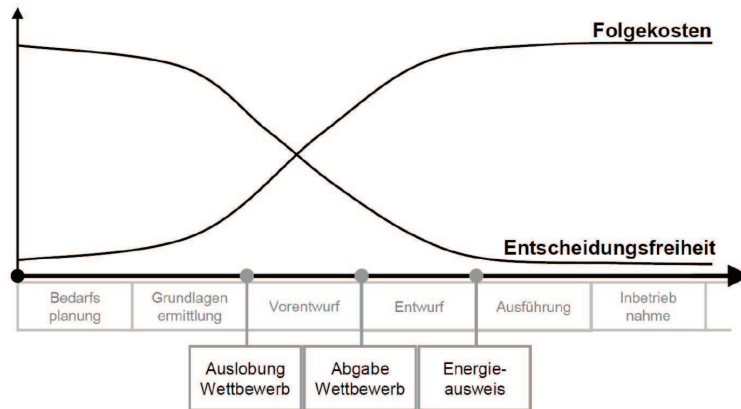 Folgekosten
Entscheidungsfreiheit
Bedarfs
planung
Grundlagen
ermittlung
Vorentwurf
Entwurf
Ausführung
Inbetrieb
nahme
Auslobung
Wettbewerb
Abgabe
Wettbewerb
Energie-
ausweis